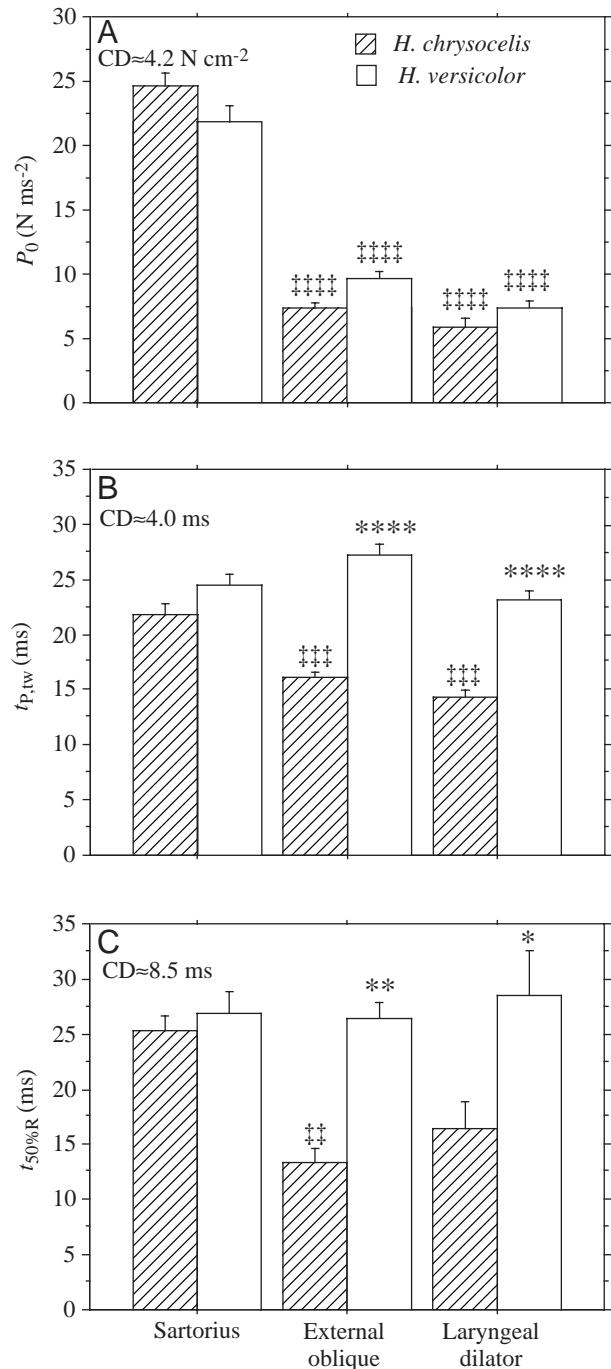 A
CD≈4.2 N cm-2
H. chrysocelis
H. versicolor
30
25
20
15
10
5
0
P0 (N ms-2)
‡‡‡‡
‡‡‡‡
‡‡‡‡
‡‡‡‡
‡‡‡‡
‡‡‡‡
‡‡‡‡
‡‡‡‡
B
CD≈4.0 ms
35
30
25
20
15
10
5
0
tP,tw (ms)
‡‡‡
‡‡‡
****
‡‡‡
‡‡‡
****
C
CD≈8.5 ms
35
30
25
20
15
10
5
0
t50%R (ms)
‡‡
‡‡
**
*
Sartorius
External
oblique
Laryngeal
dilator